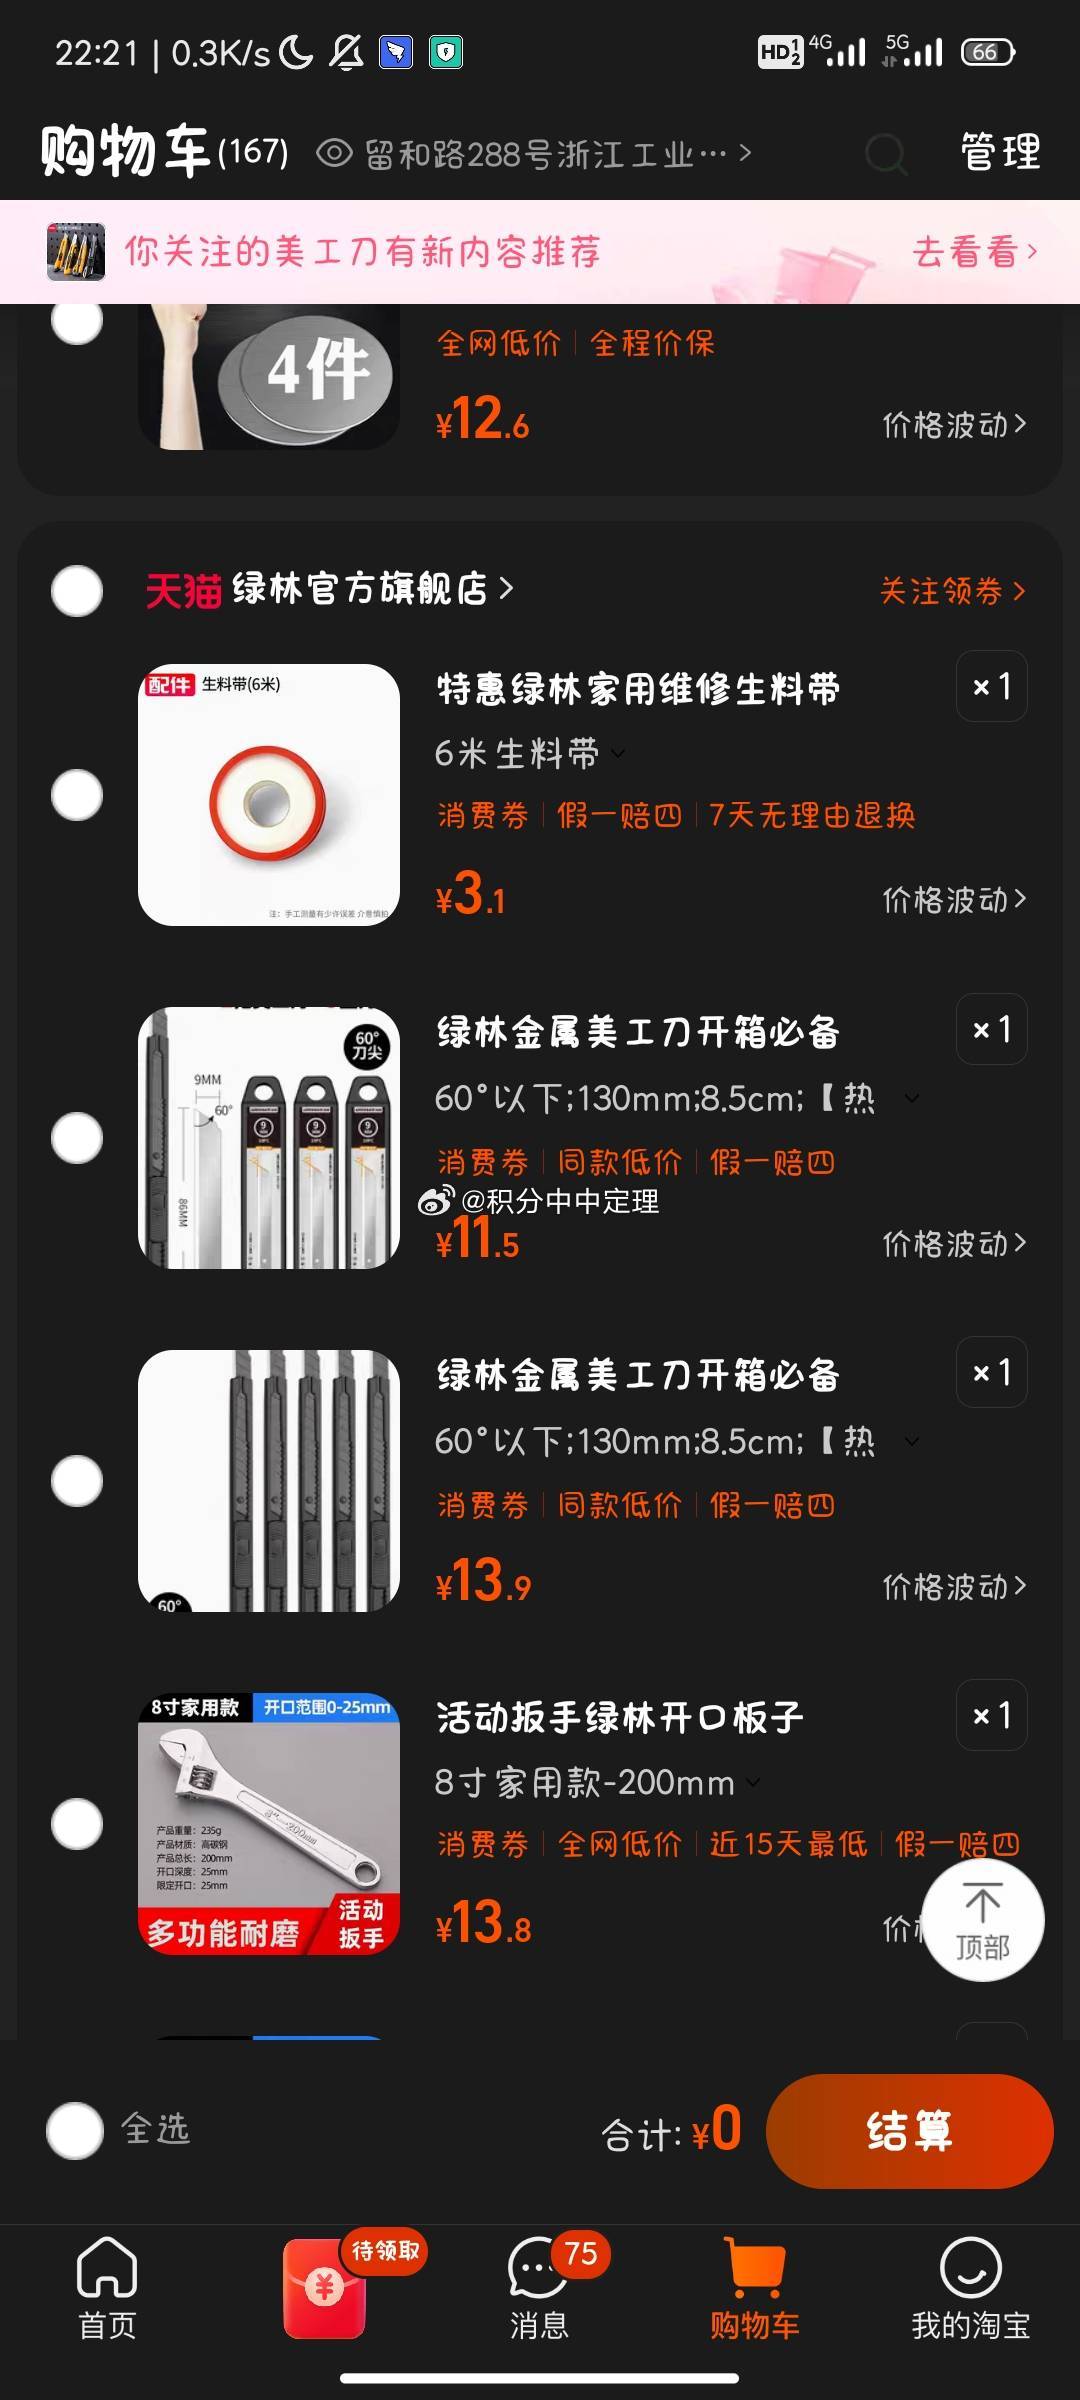 22:21 | 0.3K/s
HD 1 2 4G 5G 66
购物车(167)
留和路288号浙江工业…
管理
你关注的美工刀有新内容推荐
去看看
4件
全网低价 | 全程价保
¥12.6
价格波动
天猫 绿林官方旗舰店
关注领券
配件 生料带(6米)
注：手工测量有少许误差 介意慎拍
特惠绿林家用维修生料带
×1
6米生料带
消费券 | 假一赔四 | 7天无理由退换
¥3.1
价格波动
60°
刀尖
9MM
60°
86MM
绿林金属美工刀开箱必备
×1
60°以下;130mm;8.5cm;【热
消费券 | 同款低价 | 假一赔四
@积分中中定理
¥11.5
价格波动
60°
绿林金属美工刀开箱必备
×1
60°以下;130mm;8.5cm;【热
消费券 | 同款低价 | 假一赔四
¥13.9
价格波动
8寸家用款 开口范围0-25mm
产品重量：235g
产品材质：高碳钢
产品总长：200mm
开口深度：25mm
限定开口：25mm
多功能耐磨
活动
扳手
活动扳手绿林开口板子
×1
8寸家用款-200mm
消费券 | 全网低价 | 近15天最低 | 假一赔四
¥13.8
顶部
全选
合计: ¥0
结算
待领取
75
首页
消息
购物车
我的淘宝